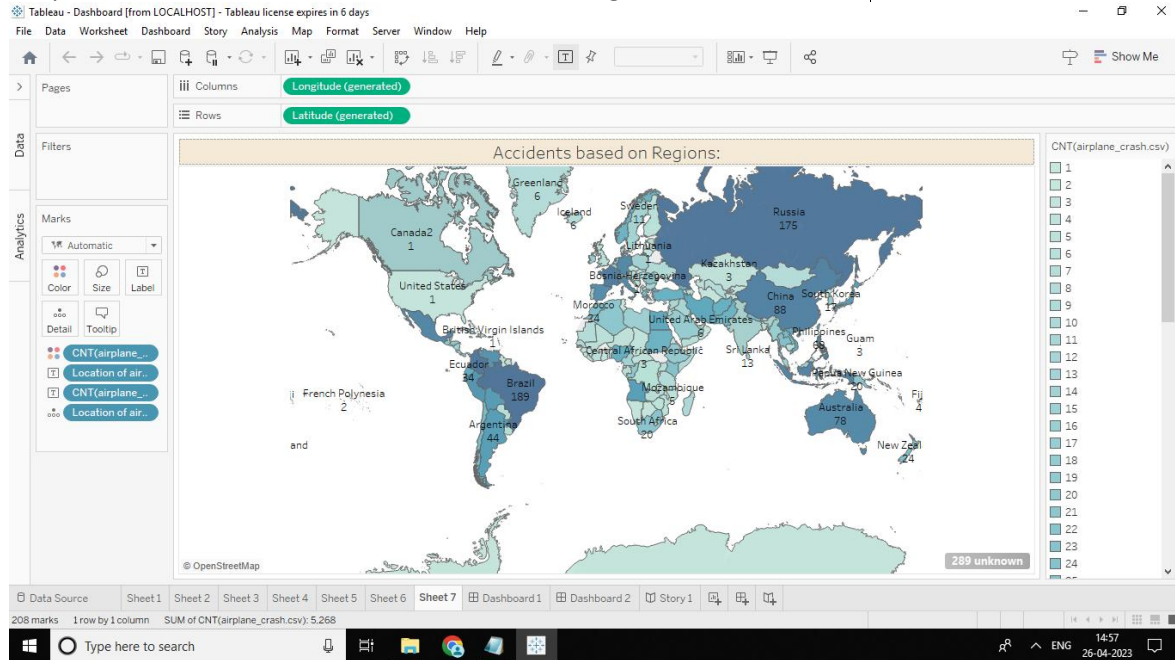 Tableau - Dashboard [from LOCALHOST] - Tableau license expires in 6 days
File Data Worksheet Dashboard Story Analysis Map Format Server Window Help
Show Me
Pages
Columns
Longitude (generated)
Rows
Latitude (generated)
Data
Analytics
Filters
Marks
Automatic
Color Size Label
Detail Tooltip
CNT(airplane_..
Location of air..
CNT(airplane_..
Location of air..
Accidents based on Regions:
Greenland
6
Iceland
6
Sweden
11
Russia
175
Canada2
1
Lithuania
1
Kazakhstan
3
Bosnia-Herzegovina
United States
1
China
88
South Korea
17
Morocco
24
United Arab Emirates
6
British Virgin Islands
1
Philippines
68
Guam
3
Central African Republic
3
Sri Lanka
13
Ecuador
34
Brazil
189
Papua New Guinea
30
French Polynesia
2
Mozambique
5
Fij
4
Australia
78
South Africa
20
Argentina
44
and
New Zeal
24
© OpenStreetMap
289 unknown
CNT(airplane_crash.csv)
1
2
3
4
5
6
7
8
9
10
11
12
13
14
15
16
17
18
19
20
21
22
23
24
Data Source Sheet 1 Sheet 2 Sheet 3 Sheet 4 Sheet 5 Sheet 6 Sheet 7 Dashboard 1 Dashboard 2 Story 1
208 marks 1 row by 1 column SUM of CNT(airplane_crash.csv): 5.268
Type here to search
ENG
14:57
26-04-2023